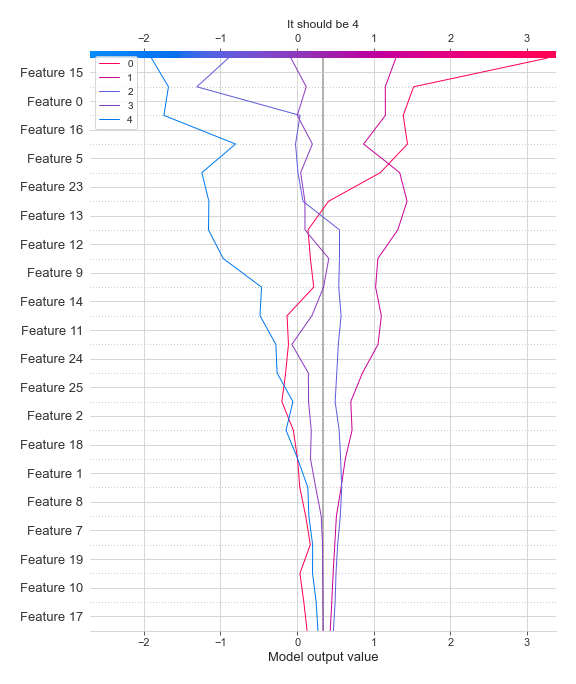 It should be 4
−2 −1 0 1 2 3
0
1
2
3
4
Feature 15
Feature 0
Feature 16
Feature 5
Feature 23
Feature 13
Feature 12
Feature 9
Feature 14
Feature 11
Feature 24
Feature 25
Feature 2
Feature 18
Feature 1
Feature 8
Feature 7
Feature 19
Feature 10
Feature 17
−2 −1 0 1 2 3
Model output value